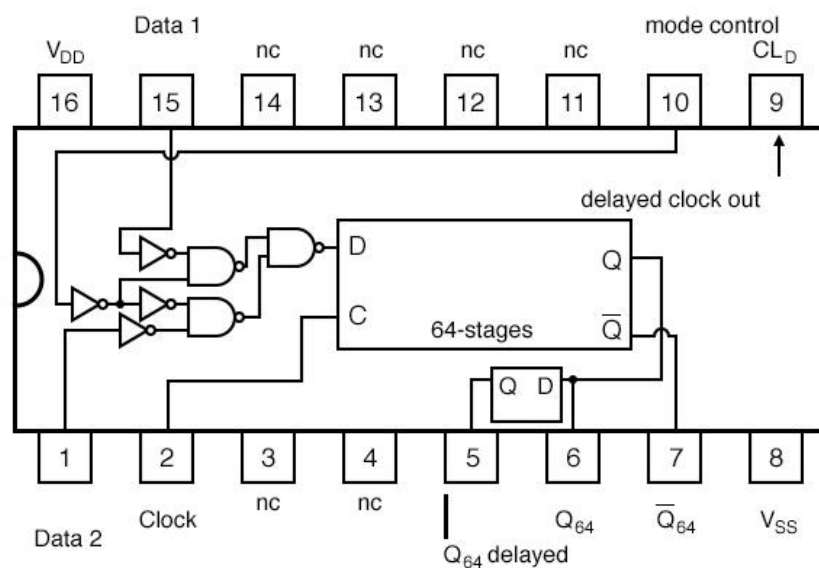 Data 1
mode control
V_DD
nc
nc
nc
nc
CL_D
16
15
14
13
12
11
10
9
delayed clock out
D
Q
C
64-stages
Q̅
Q D
1
2
3
4
5
6
7
8
nc
nc
Clock
Q_64
Q̅_64
V_SS
Data 2
Q_64 delayed